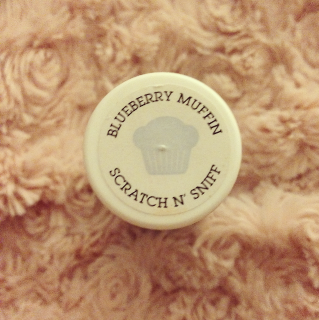 BLUEBERRY MUFFIN
SCRATCH N' SNIFF